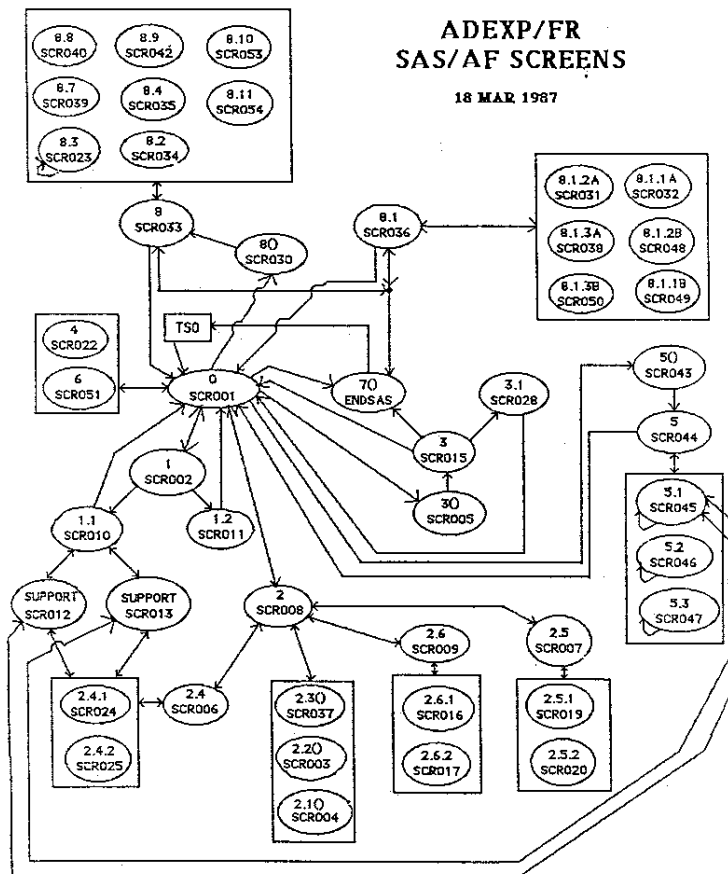 ADEXP/FR
SAS/AF SCREENS
18 MAR 1987
8.8
SCR040
8.9
SCR042
8.10
SCR053
8.7
SCR039
8.4
SCR035
8.11
SCR054
8.3
SCR023
8.2
SCR034
8
SCR033
8()
SCR030
8.1
SCR036
8.1.2A
SCR031
8.1.1A
SCR032
8.1.3A
SCR038
8.1.2B
SCR048
8.1.3B
SCR050
8.1.1B
SCR049
TSO
4
SCR022
6
SCR051
0
SCR001
7()
ENDSAS
3.1
SCR028
5()
SCR043
5
SCR044
3
SCR015
3()
SCR005
1
SCR002
1.1
SCR010
1.2
SCR011
5.1
SCR045
5.2
SCR046
5.3
SCR047
SUPPORT
SCR012
SUPPORT
SCR013
2
SCR008
2.6
SCR009
2.5
SCR007
2.4.1
SCR024
2.4.2
SCR025
2.4
SCR006
2.3()
SCR037
2.2()
SCR003
2.1()
SCR004
2.6.1
SCR016
2.6.2
SCR017
2.5.1
SCR019
2.5.2
SCR020